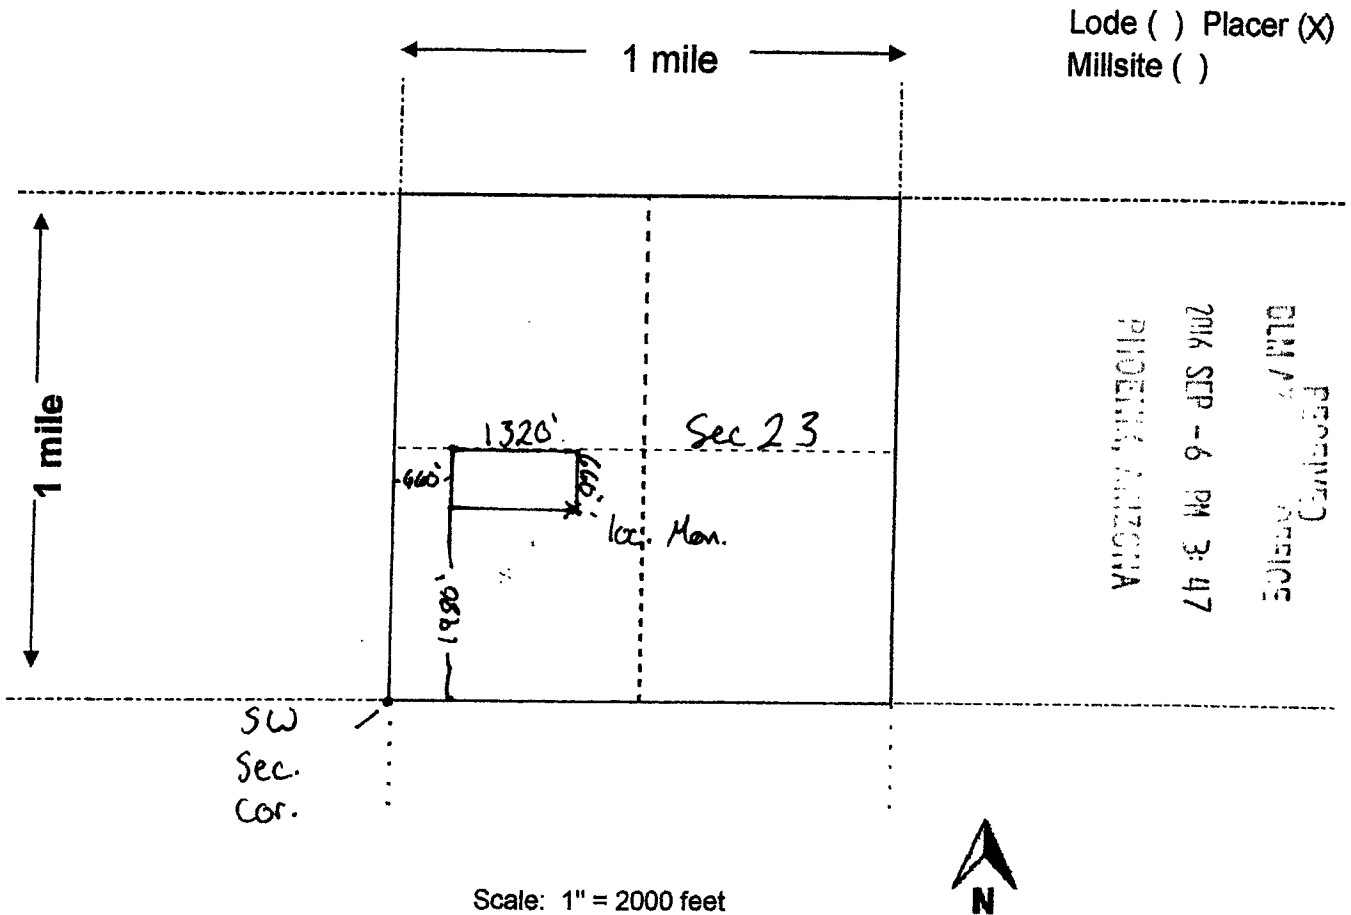 Lode ( ) Placer (X)
Millsite ( )
1 mile
1 mile
1320'
Sec 23
660'
660'
loc. Mon.
1980'
SW
Sec.
Cor.
RECEIVED
BLM OFFICE
2016 SEP -6 PM 3:47
PHOENIX, ARIZONA
Scale: 1" = 2000 feet
N